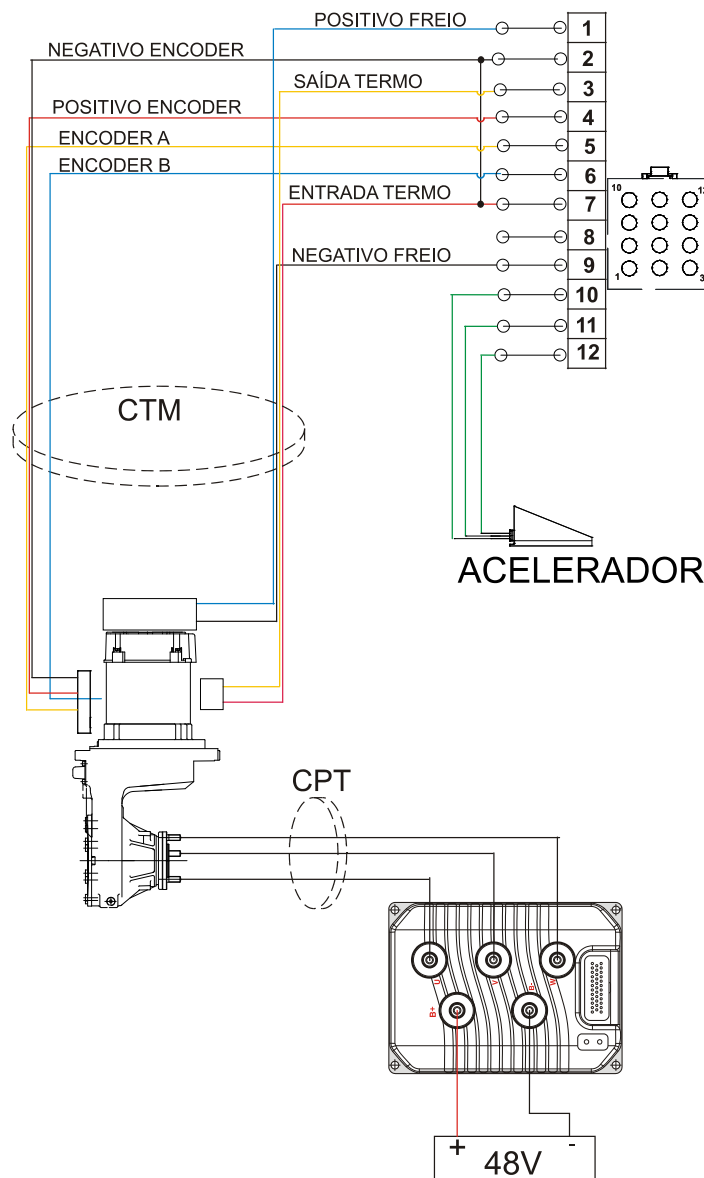 POSITIVO FREIO
1
NEGATIVO ENCODER
2
SAÍDA TERMO
3
POSITIVO ENCODER
4
ENCODER A
5
ENCODER B
6
ENTRADA TERMO
7
8
NEGATIVO FREIO
9
10
11
12
10
12
1
3
CTM
ACELERADOR
CPT
U
V
B-
W
B+
+
-
48V